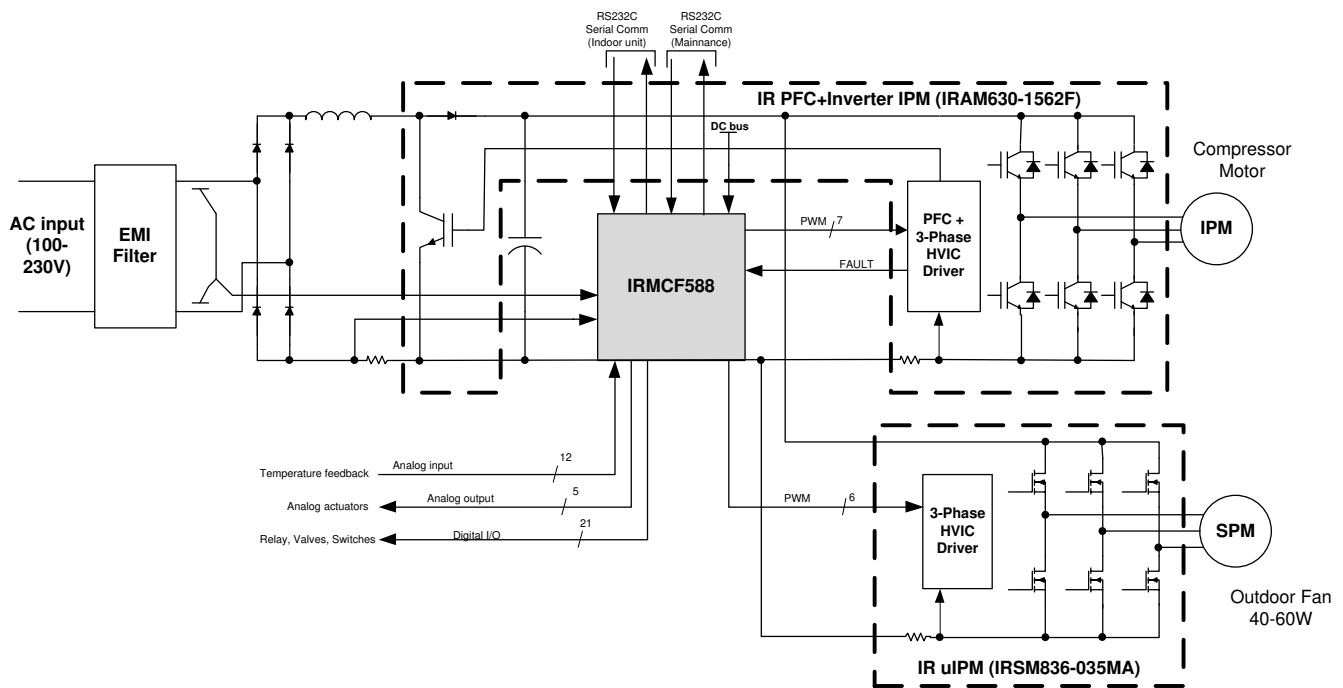 RS232C
Serial Comm
(Indoor unit)
RS232C
Serial Comm
(Mainnance)
IR PFC+Inverter IPM (IRAM630-1562F)
DC bus
Compressor
Motor
AC input
(100-
230V)
EMI
Filter
IRMCF588
PWM
7
FAULT
PFC +
3-Phase
HVIC
Driver
IPM
Temperature feedback
Analog input
12
Analog actuators
Analog output
5
Relay, Valves, Switches
Digital I/O
21
PWM
6
3-Phase
HVIC
Driver
SPM
Outdoor Fan
40-60W
IR uIPM (IRSM836-035MA)